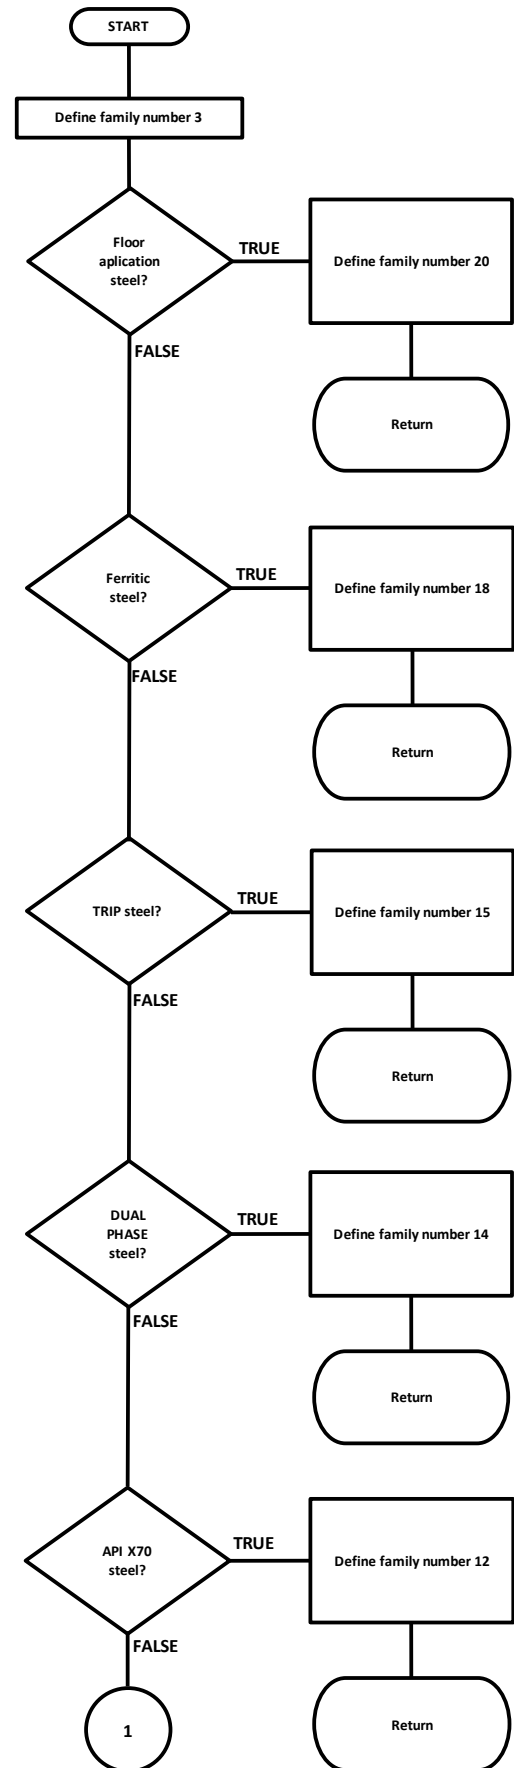 START
Define family number 3
Floor
aplication
steel?
TRUE
Define family number 20
FALSE
Return
Ferritic
steel?
TRUE
Define family number 18
FALSE
Return
TRIP steel?
TRUE
Define family number 15
FALSE
Return
DUAL
PHASE
steel?
TRUE
Define family number 14
FALSE
Return
API X70
steel?
TRUE
Define family number 12
FALSE
1
Return